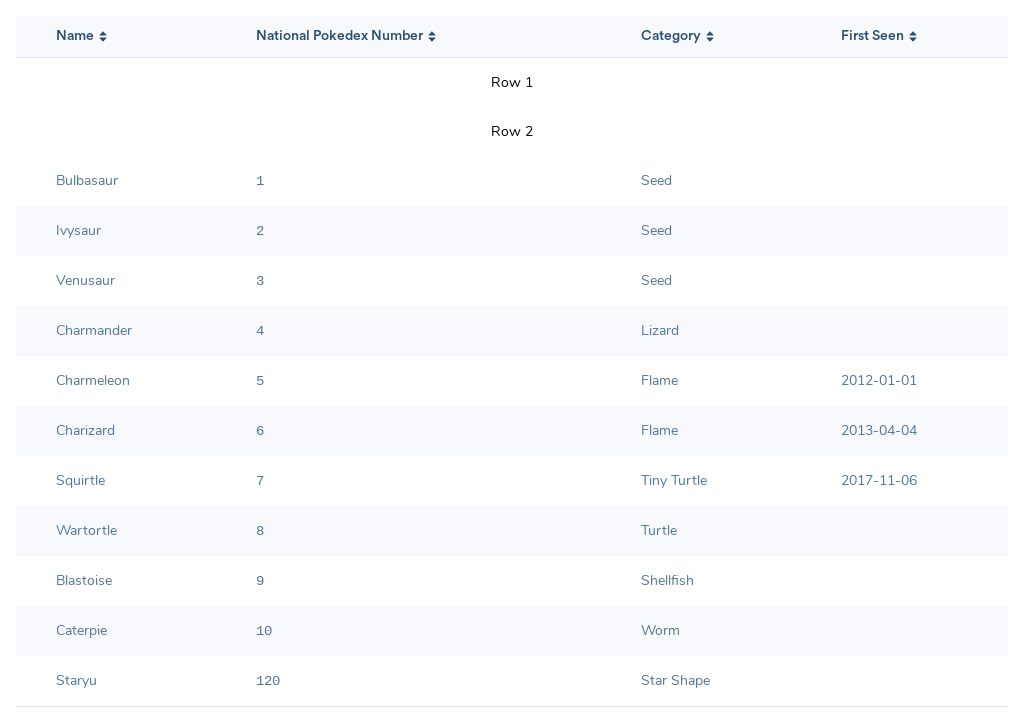 Name National Pokedex Number Category First Seen
Row 1
Row 2
Bulbasaur 1 Seed
Ivysaur 2 Seed
Venusaur 3 Seed
Charmander 4 Lizard
Charmeleon 5 Flame 2012-01-01
Charizard 6 Flame 2013-04-04
Squirtle 7 Tiny Turtle 2017-11-06
Wartortle 8 Turtle
Blastoise 9 Shellfish
Caterpie 10 Worm
Staryu 120 Star Shape